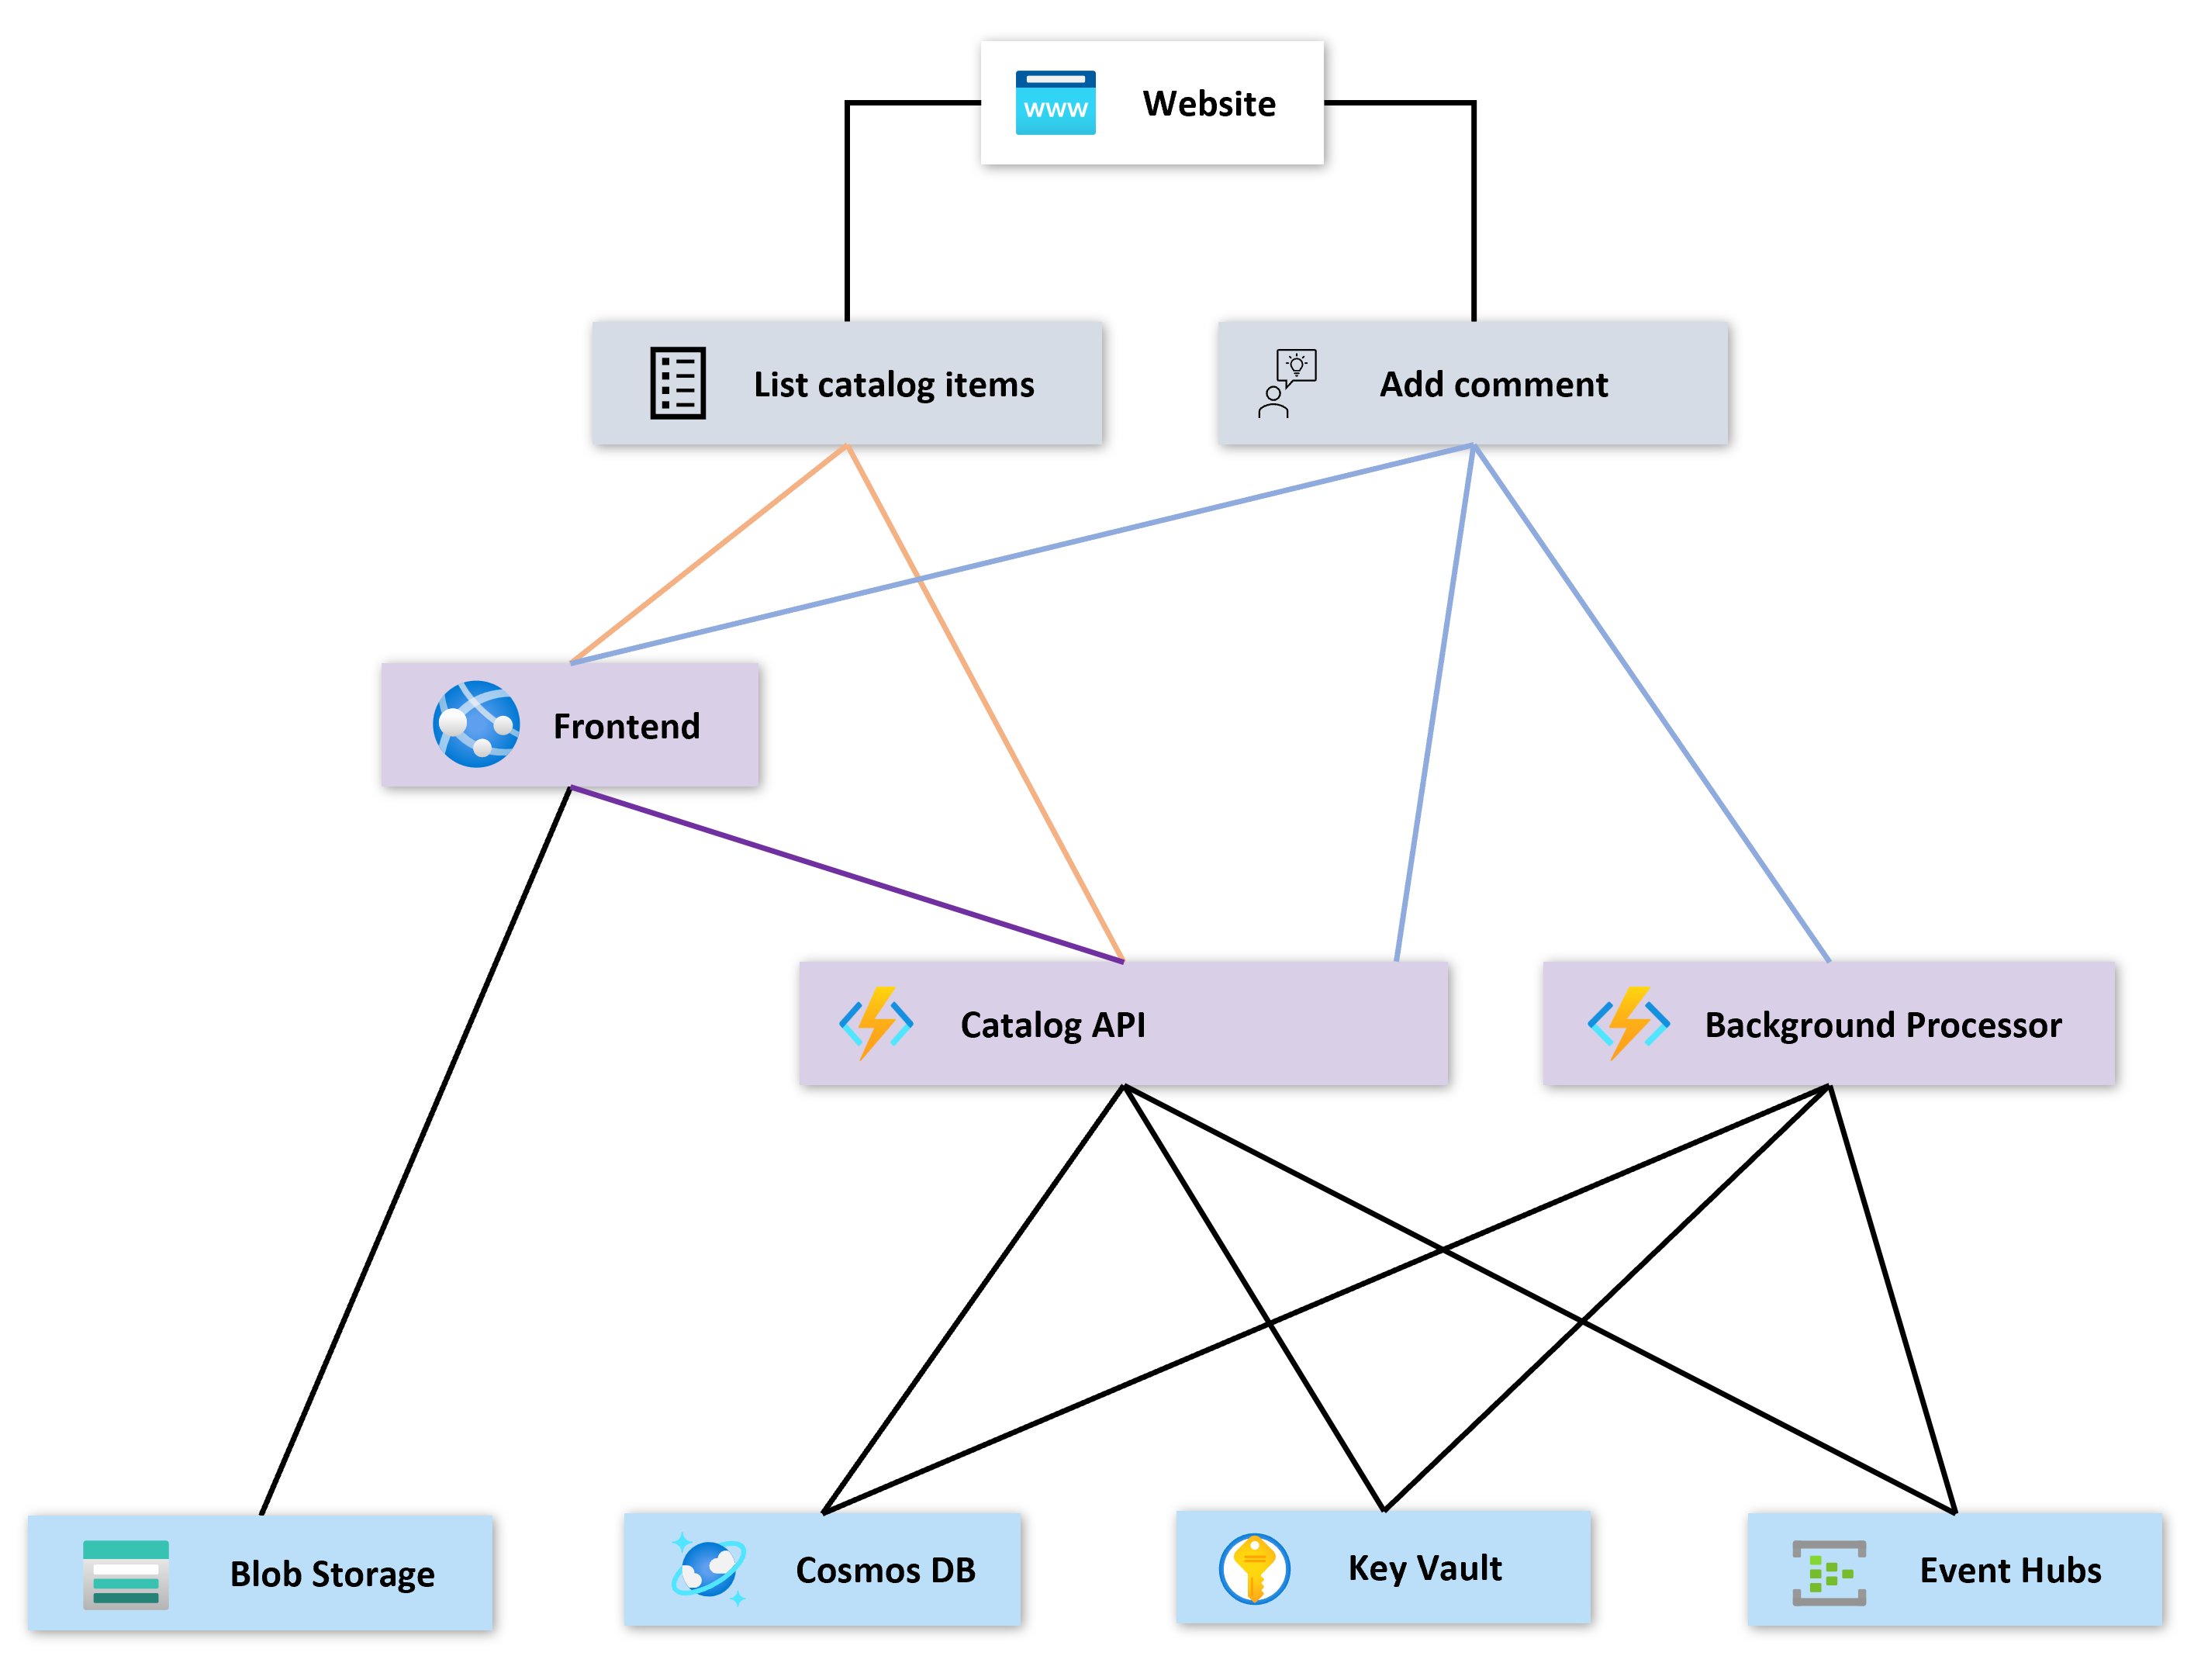 www
Website
List catalog items
Add comment
Frontend
Catalog API
Background Processor
Blob Storage
Cosmos DB
Key Vault
Event Hubs